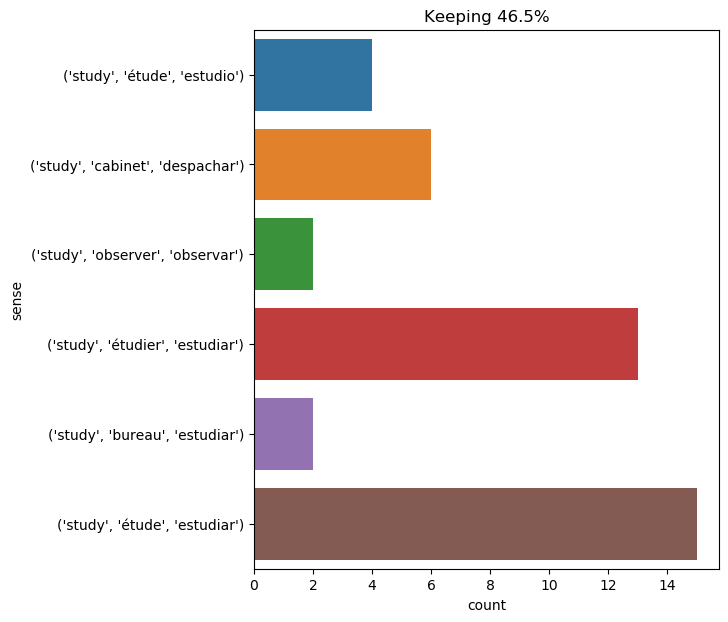 Keeping 46.5%
sense
('study', 'étude', 'estudio')
('study', 'cabinet', 'despachar')
('study', 'observer', 'observar')
('study', 'étudier', 'estudiar')
('study', 'bureau', 'estudiar')
('study', 'étude', 'estudiar')
0 2 4 6 8 10 12 14
count